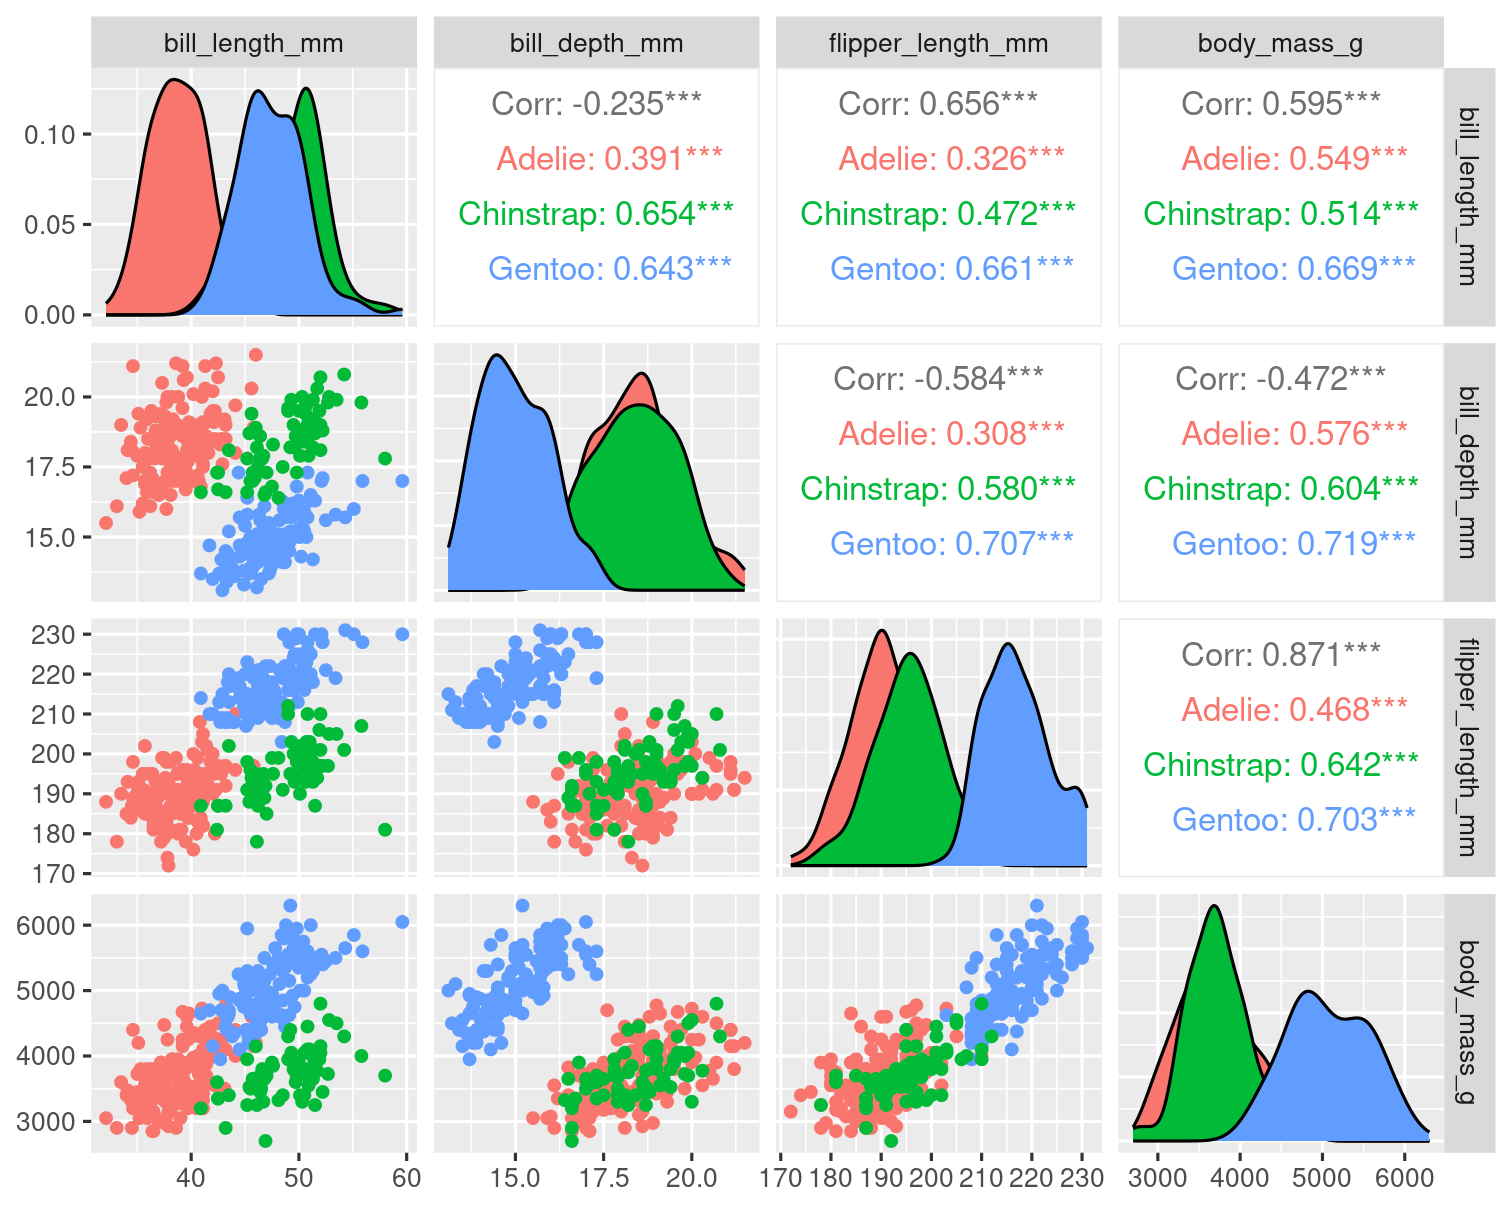 bill_length_mm bill_depth_mm flipper_length_mm body_mass_g
Corr: -0.235*** Corr: 0.656*** Corr: 0.595***
Adelie: 0.391*** Adelie: 0.326*** Adelie: 0.549***
Chinstrap: 0.654*** Chinstrap: 0.472*** Chinstrap: 0.514***
Gentoo: 0.643*** Gentoo: 0.661*** Gentoo: 0.669***
bill_length_mm
0.10
0.05
0.00
Corr: -0.584*** Corr: -0.472***
Adelie: 0.308*** Adelie: 0.576***
Chinstrap: 0.580*** Chinstrap: 0.604***
Gentoo: 0.707*** Gentoo: 0.719***
bill_depth_mm
20.0
17.5
15.0
Corr: 0.871***
Adelie: 0.468***
Chinstrap: 0.642***
Gentoo: 0.703***
flipper_length_mm
230
220
210
200
190
180
170
body_mass_g
6000
5000
4000
3000
40 50 60 15.0 17.5 20.0 170 180 190 200 210 220 230 3000 4000 5000 6000